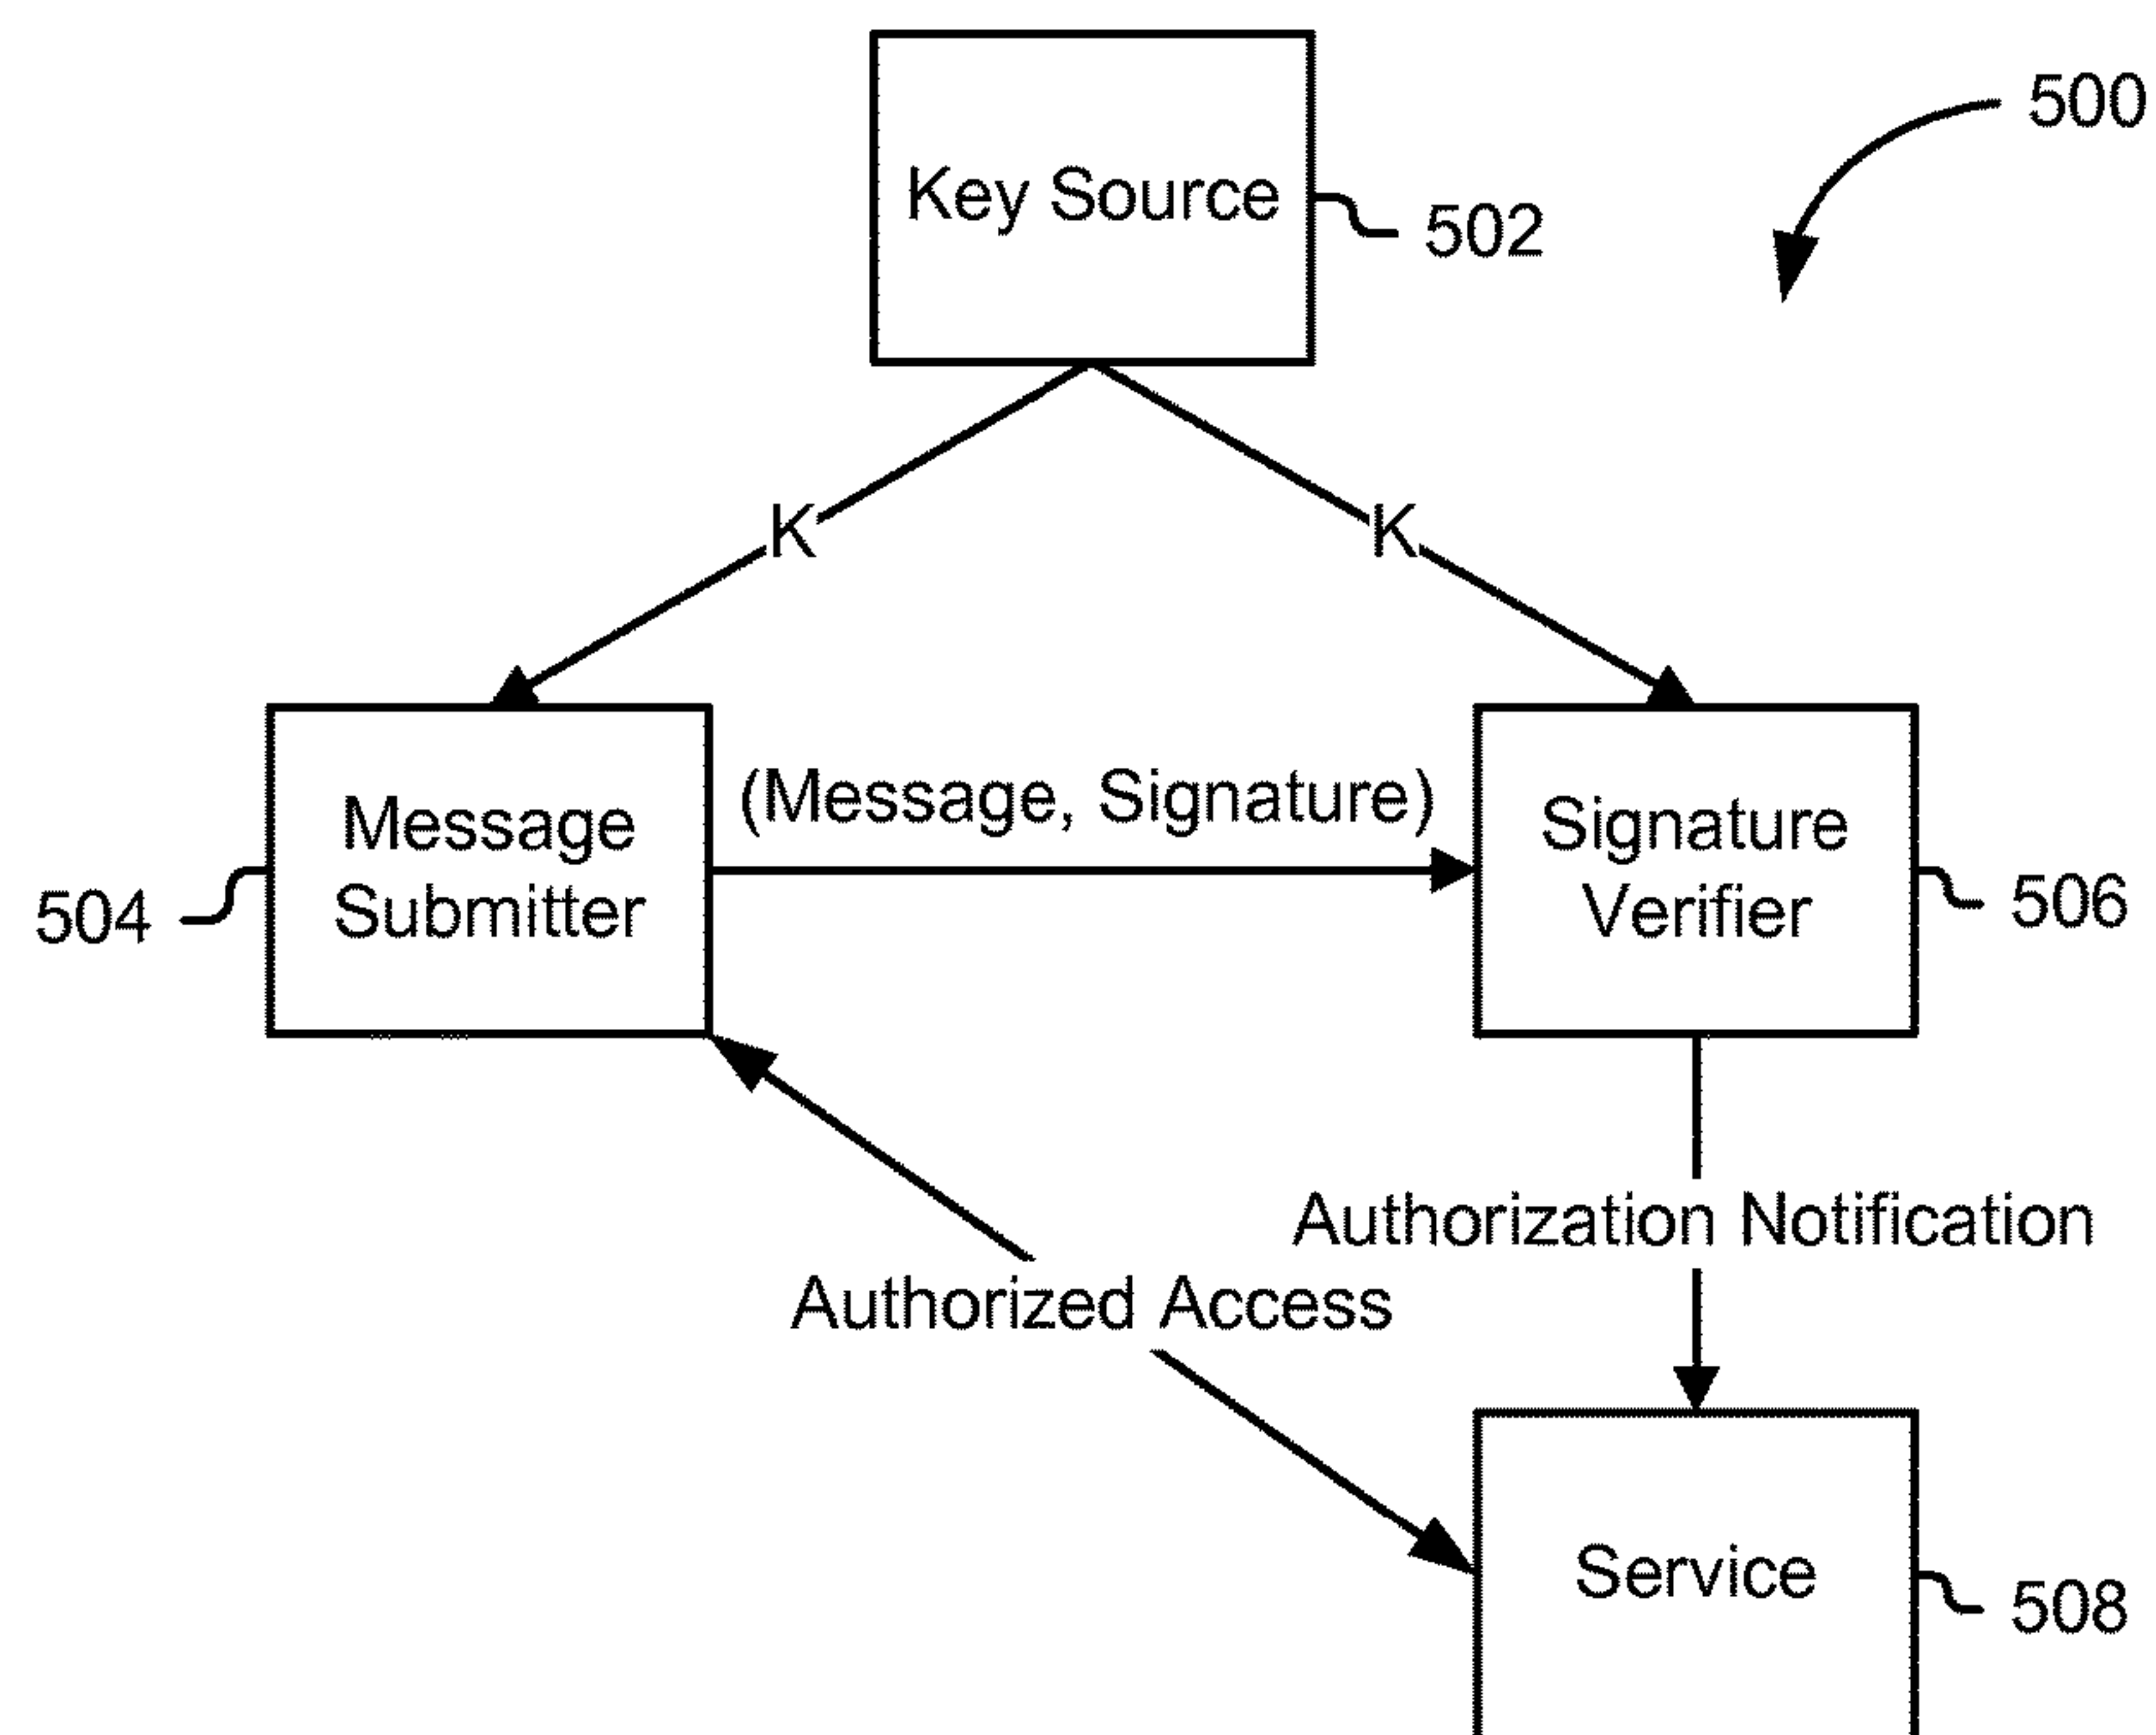 500
Key Source
502
K
K
Message
Submitter
504
(Message, Signature)
Signature
Verifier
506
Authorization Notification
Authorized Access
Service
508